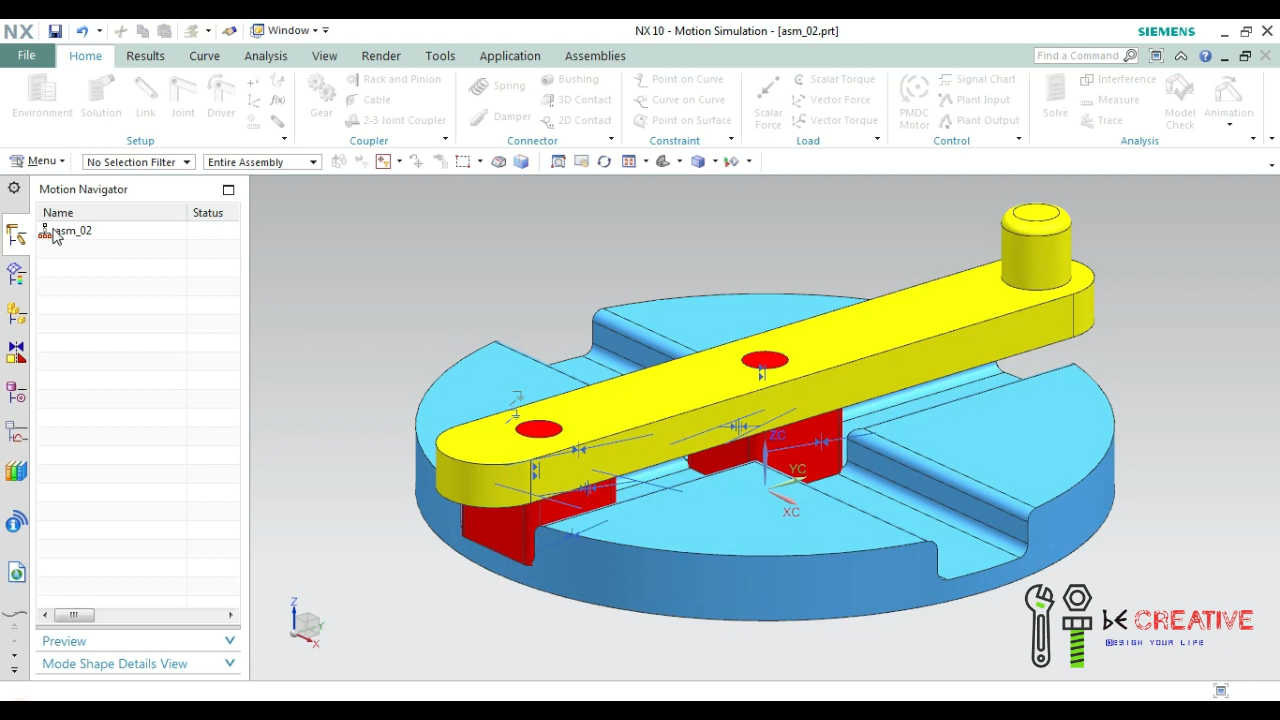 NX
Window
NX 10 - Motion Simulation - [asm_02.prt]
SIEMENS
File
Home
Results
Curve
Analysis
View
Render
Tools
Application
Assemblies
Find a Command
Environment
Solution
Link
Joint
Driver
Setup
Gear
Rack and Pinion
Cable
2-3 Joint Coupler
Coupler
Spring
Damper
Bushing
3D Contact
2D Contact
Connector
Point on Curve
Curve on Curve
Point on Surface
Constraint
Scalar Force
Scalar Torque
Vector Force
Vector Torque
Load
PMDC Motor
Signal Chart
Plant Input
Plant Output
Control
Solve
Interference
Measure
Trace
Model Check
Animation
Analysis
Menu
No Selection Filter
Entire Assembly
Motion Navigator
Name
Status
asm_02
ZC
YC
XC
Z
Y
X
Preview
Mode Shape Details View
bE CREATIVE
DESIGN YOUR LIFE